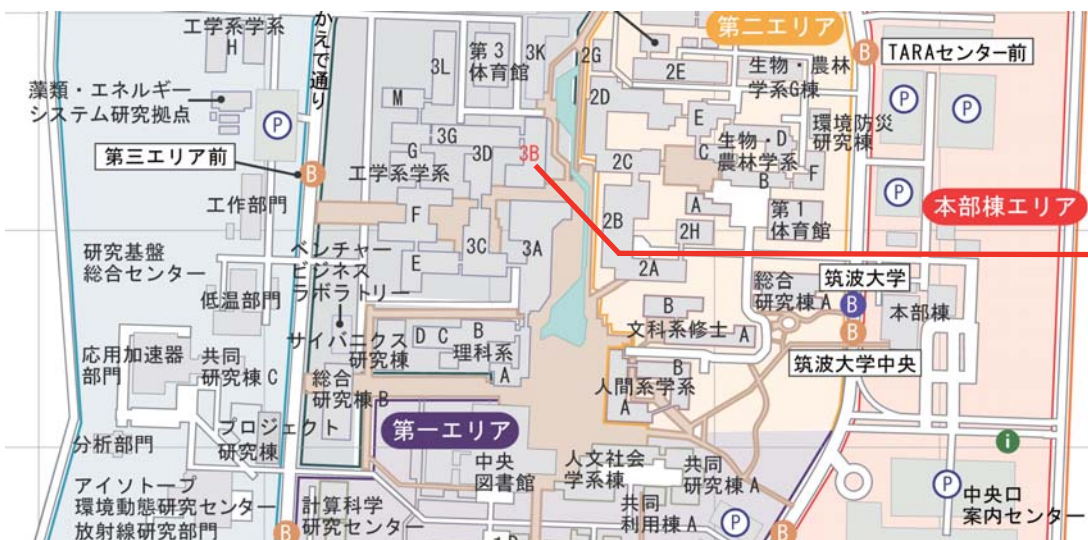 工学系学系
H
かえで通り
3L
第3
体育館
3K
2G
第二エリア
2E
B
TARAセンター前
藻類・エネルギー
システム研究拠点
P
M
2D
生物・農林
学系G棟
P
P
第三エリア前
B
3G
G
3D
3B
E
環境防災
研究棟
工学系学系
2C
C
生物・D
農林学系
B
F
P
工作部門
F
2B
A
第1
体育館
本部棟エリア
研究基盤
総合センター
ベンチャー
ビジネス
ラボラトリー
E
3C
3A
2H
2A
低温部門
総合
研究棟A
筑波大学
B
本部棟
サイバニクス
研究棟
D
C
B
理科系
A
B
文科系修士
A
B
筑波大学中央
応用加速器
部門
共同
研究棟C
総合
研究棟B
B
人間系学系
A
プロジェクト
研究棟
第一エリア
分析部門
中央
図書館
人文社会
学系棟
共同
研究棟A
i
アイソトープ
環境動態研究センター
放射線研究部門
B
計算科学
研究センター
共同
利用棟A
P
B
P
中央口
案内センター